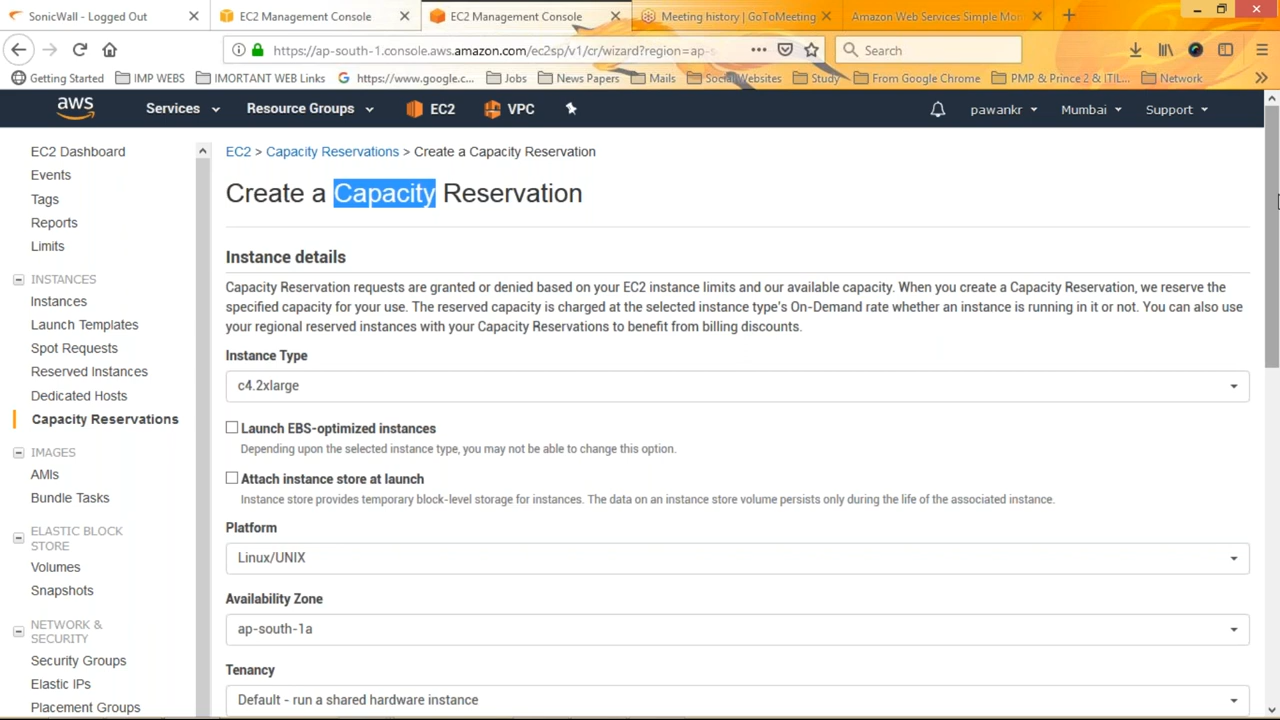 SonicWall - Logged Out
EC2 Management Console
EC2 Management Console
Meeting history | GoToMeeting
Amazon Web Services Simple Mon
https://ap-south-1.console.aws.amazon.com/ec2sp/v1/cr/wizard?region=ap-s
Search
Getting Started
IMP WEBS
IMORTANT WEB Links
https://www.google.c...
Jobs
News Papers
Mails
Social Websites
Study
From Google Chrome
PMP & Prince 2 & ITIL...
Network
aws
Services
Resource Groups
EC2
VPC
pawankr
Mumbai
Support
EC2 Dashboard
Events
Tags
Reports
Limits
INSTANCES
Instances
Launch Templates
Spot Requests
Reserved Instances
Dedicated Hosts
Capacity Reservations
IMAGES
AMIs
Bundle Tasks
ELASTIC BLOCK
STORE
Volumes
Snapshots
NETWORK &
SECURITY
Security Groups
Elastic IPs
Placement Groups
EC2 > Capacity Reservations > Create a Capacity Reservation
Create a Capacity Reservation
Instance details
Capacity Reservation requests are granted or denied based on your EC2 instance limits and our available capacity. When you create a Capacity Reservation, we reserve the
specified capacity for your use. The reserved capacity is charged at the selected instance type's On-Demand rate whether an instance is running in it or not. You can also use
your regional reserved instances with your Capacity Reservations to benefit from billing discounts.
Instance Type
c4.2xlarge
Launch EBS-optimized instances
Depending upon the selected instance type, you may not be able to change this option.
Attach instance store at launch
Instance store provides temporary block-level storage for instances. The data on an instance store volume persists only during the life of the associated instance.
Platform
Linux/UNIX
Availability Zone
ap-south-1a
Tenancy
Default - run a shared hardware instance